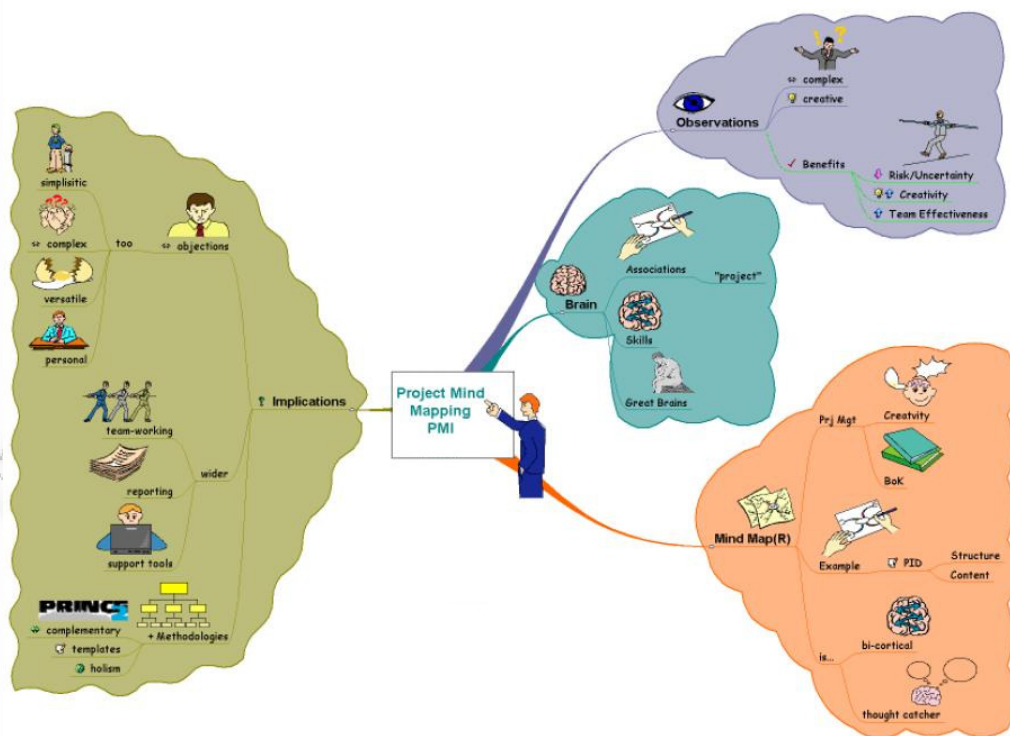 Project Mind
Mapping
PMI
Observations
complex
creative
Benefits
Risk/Uncertainty
Creativity
Team Effectiveness
Brain
Associations
"project"
Skills
Great Brains
Mind Map(R)
Prj Mgt
Creatvity
BoK
Example
PID
Structure
Content
is...
bi-cortical
thought catcher
Implications
objections
too
simplisitic
complex
versatile
personal
wider
team-working
reporting
support tools
+ Methodologies
PRINCE2
complementary
templates
holism